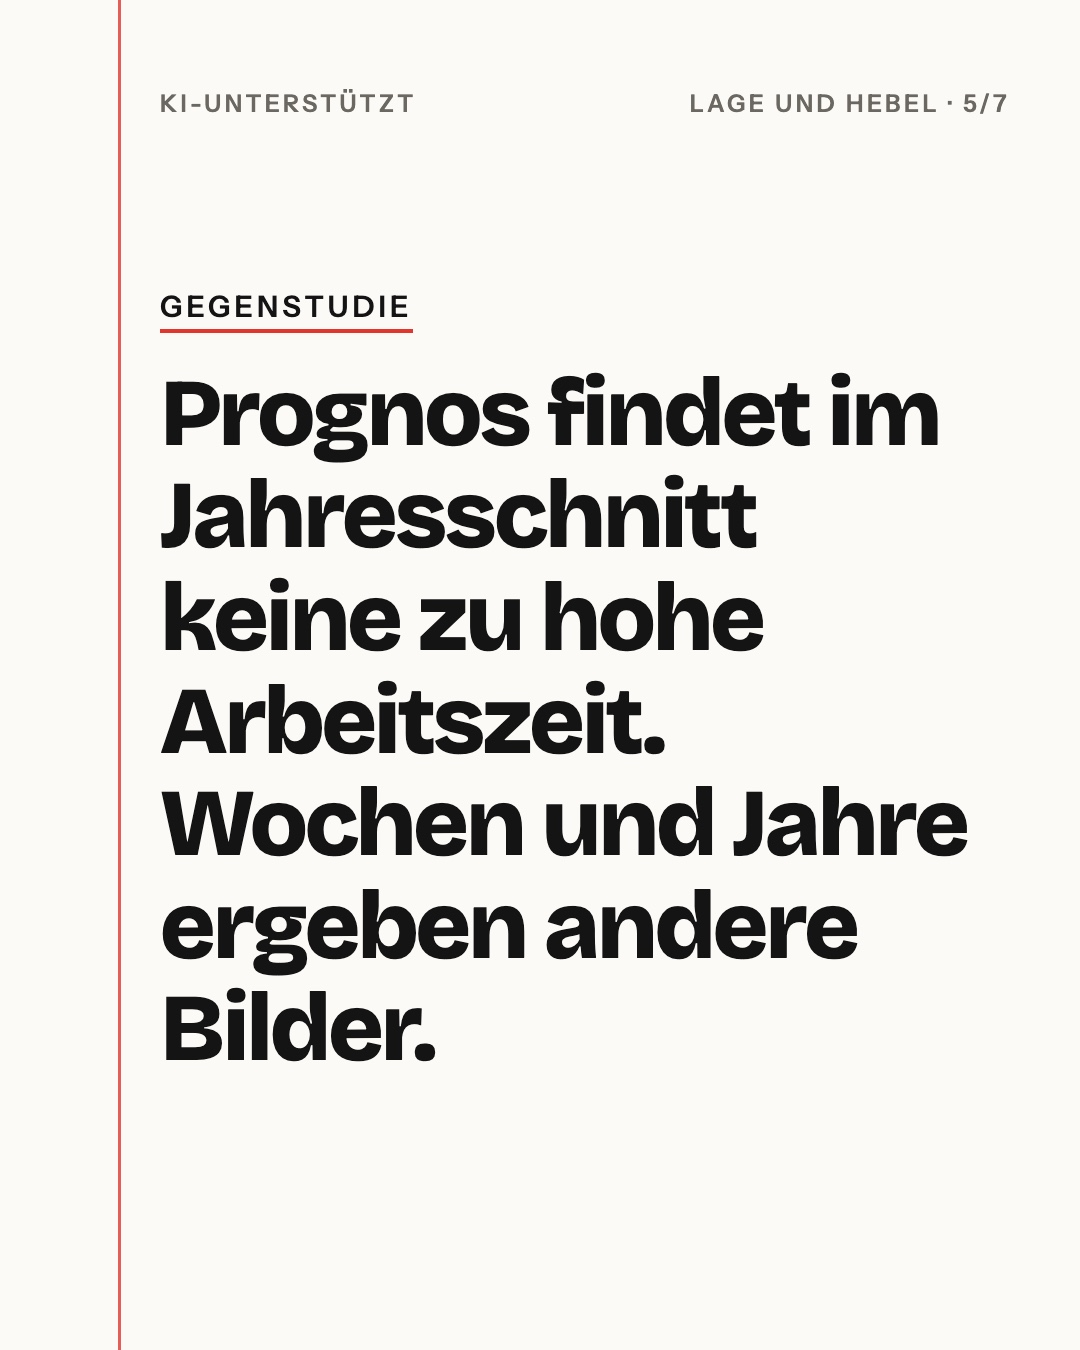 KI-UNTERSTÜTZT
LAGE UND HEBEL · 5/7
GEGENSTUDIE
Prognos findet im
Jahresschnitt
keine zu hohe
Arbeitszeit.
Wochen und Jahre
ergeben andere
Bilder.